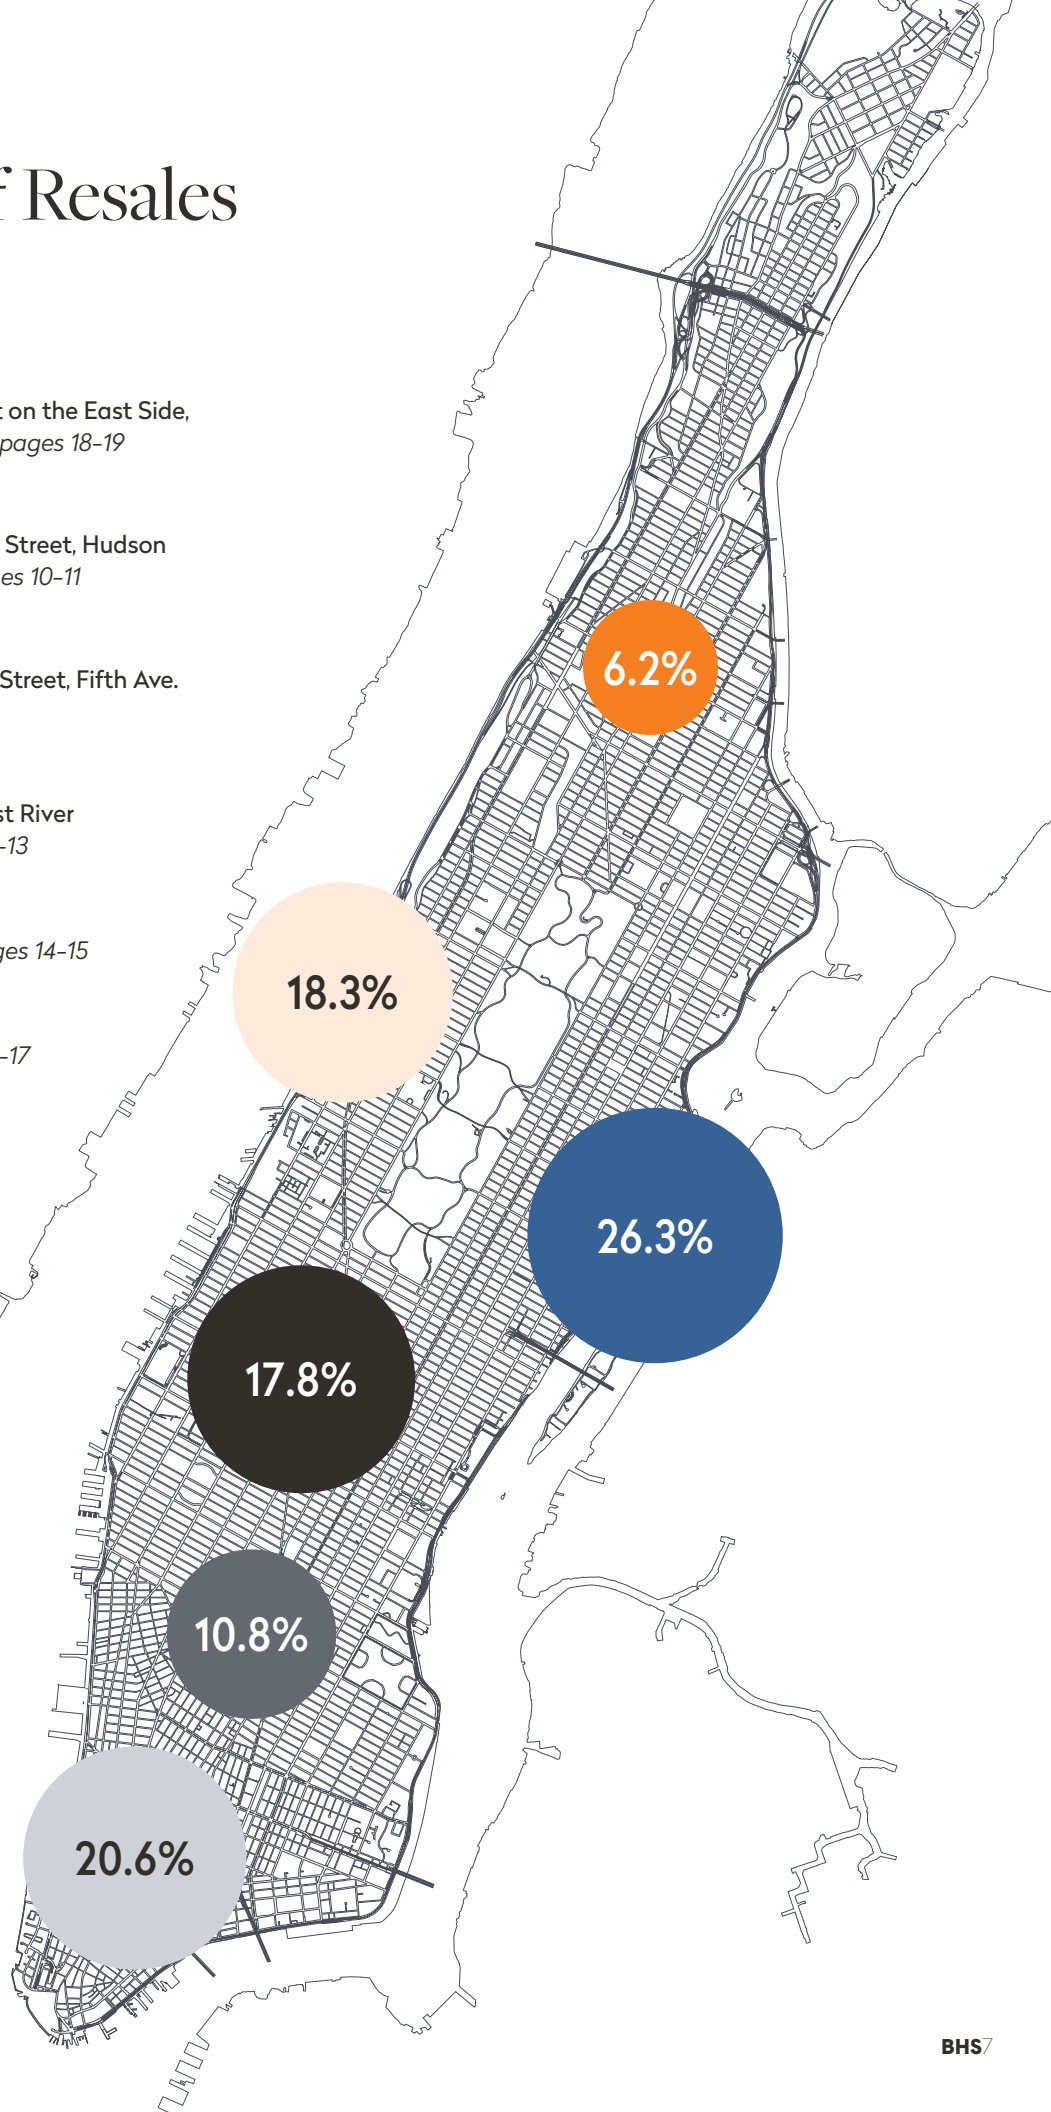 f Resales
t on the East Side,
pages 18-19
Street, Hudson
es 10-11
Street, Fifth Ave.
st River
-13
ges 14-15
-17
6.2%
18.3%
26.3%
17.8%
10.8%
20.6%
BHS7